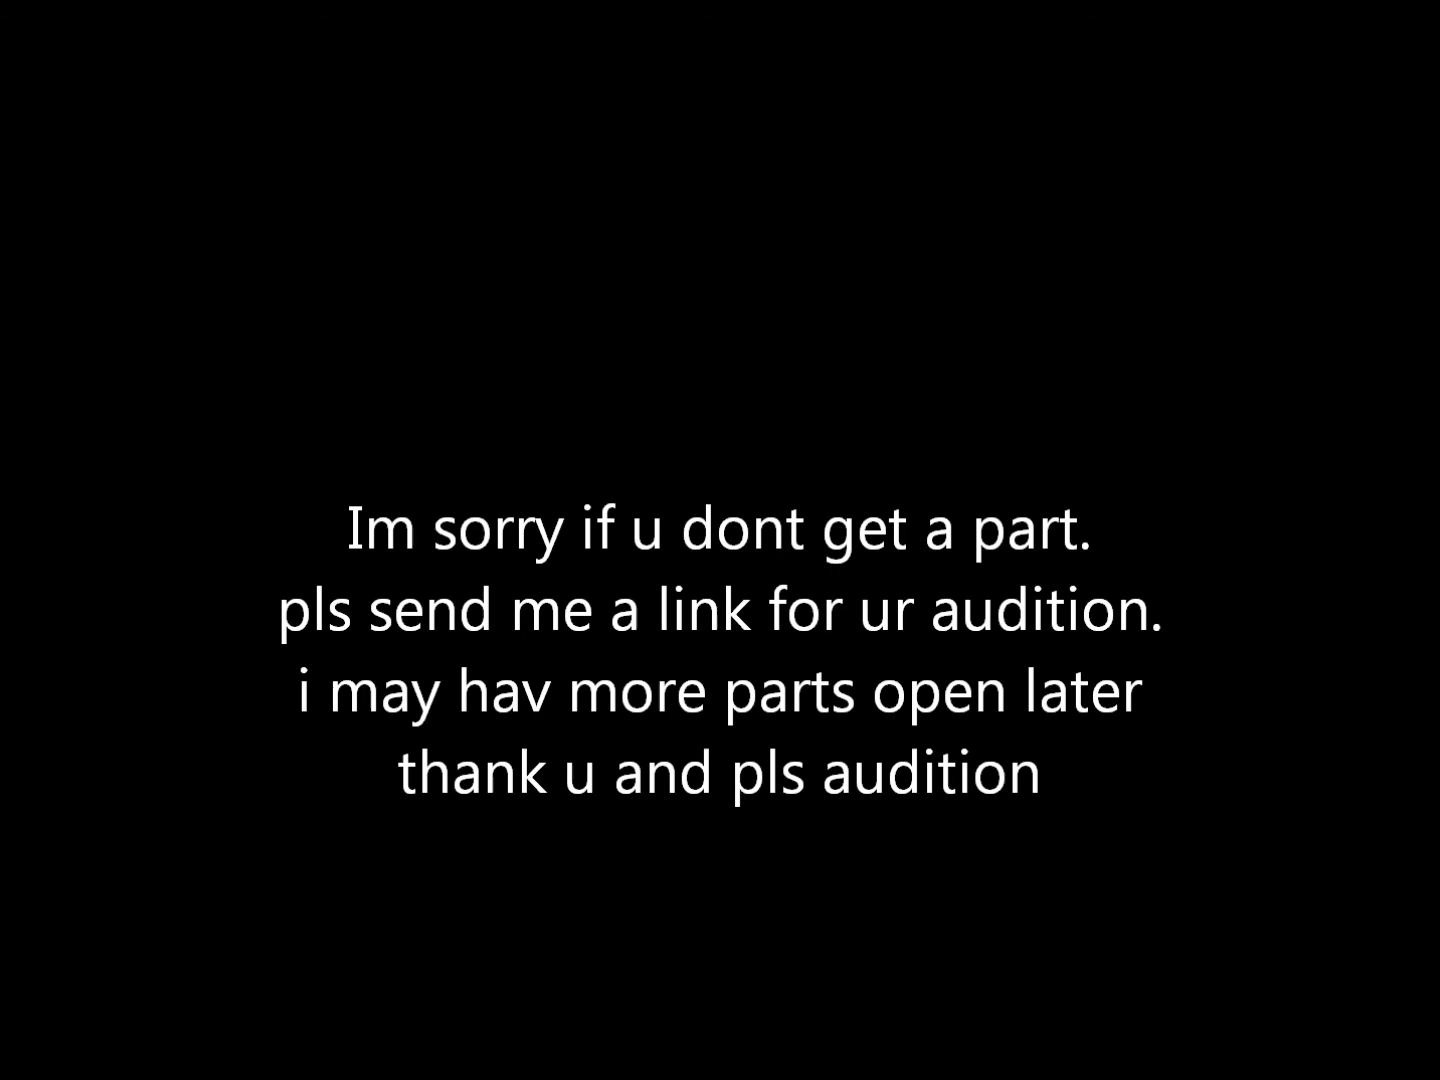 Im sorry if u dont get a part.
pls send me a link for ur audition.
i may hav more parts open later
thank u and pls audition